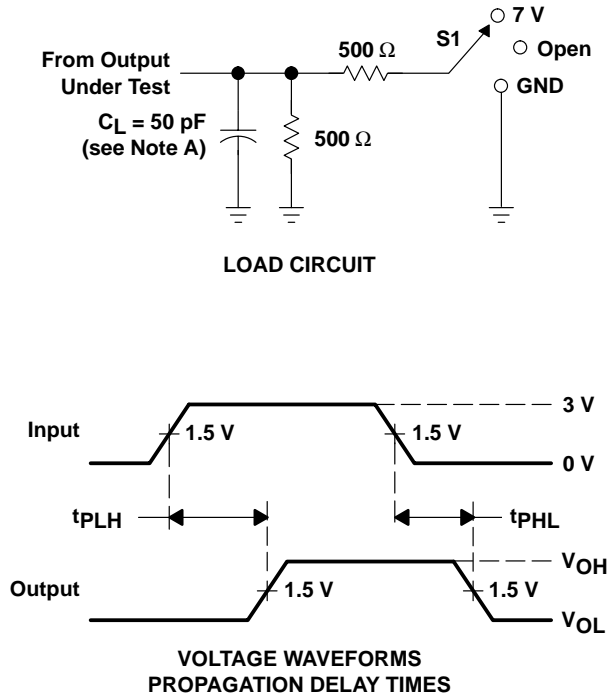 7 V
S1
Open
500 Ω
From Output
Under Test
GND
CL = 50 pF
(see Note A)
500 Ω
LOAD CIRCUIT
3 V
Input
1.5 V
1.5 V
0 V
tPLH
tPHL
VOH
Output
1.5 V
1.5 V
VOL
VOLTAGE WAVEFORMS
PROPAGATION DELAY TIMES